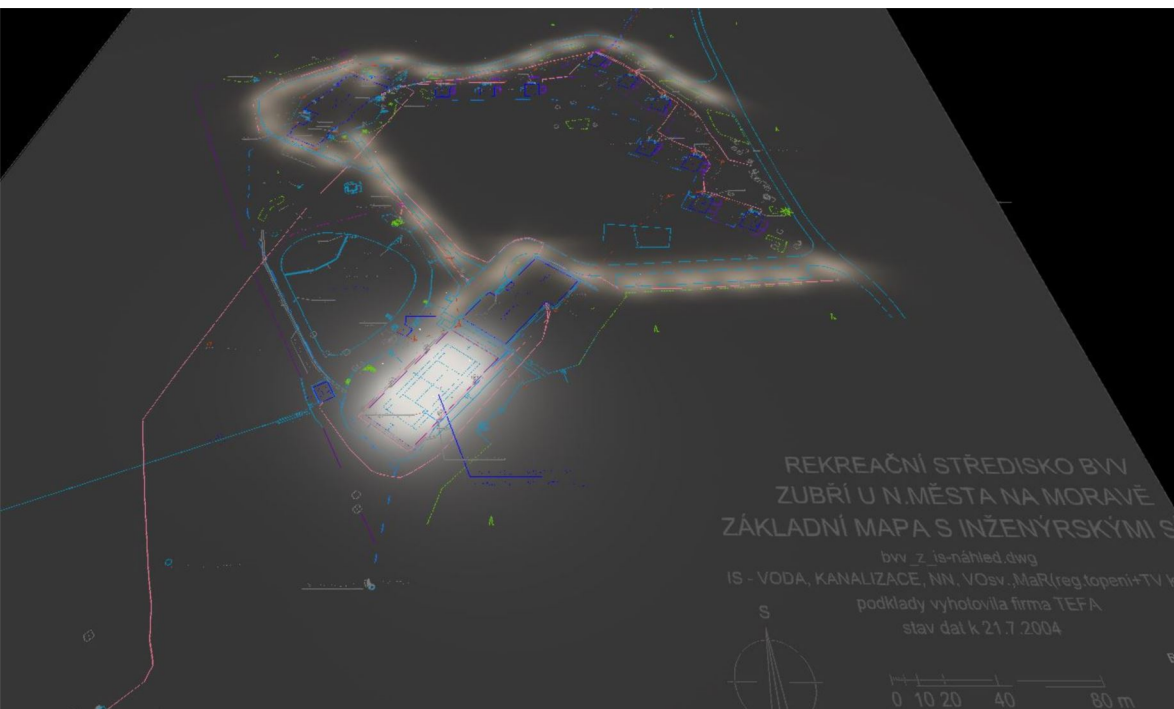 REKREAČNÍ STŘEDISKO BVV
ZUBŘÍ U N.MĚSTA NA MORAVĚ
ZÁKLADNÍ MAPA S INŽENÝRSKÝMI S
bvv_z_is-náhled.dwg
IS - VODA, KANALIZACE, NN, VOsv.,MaR(reg.topeni+TV K
podklady vyhotovila firma TEFA
stav dat k 21.7.2004
S
0 10 20 40 80 m